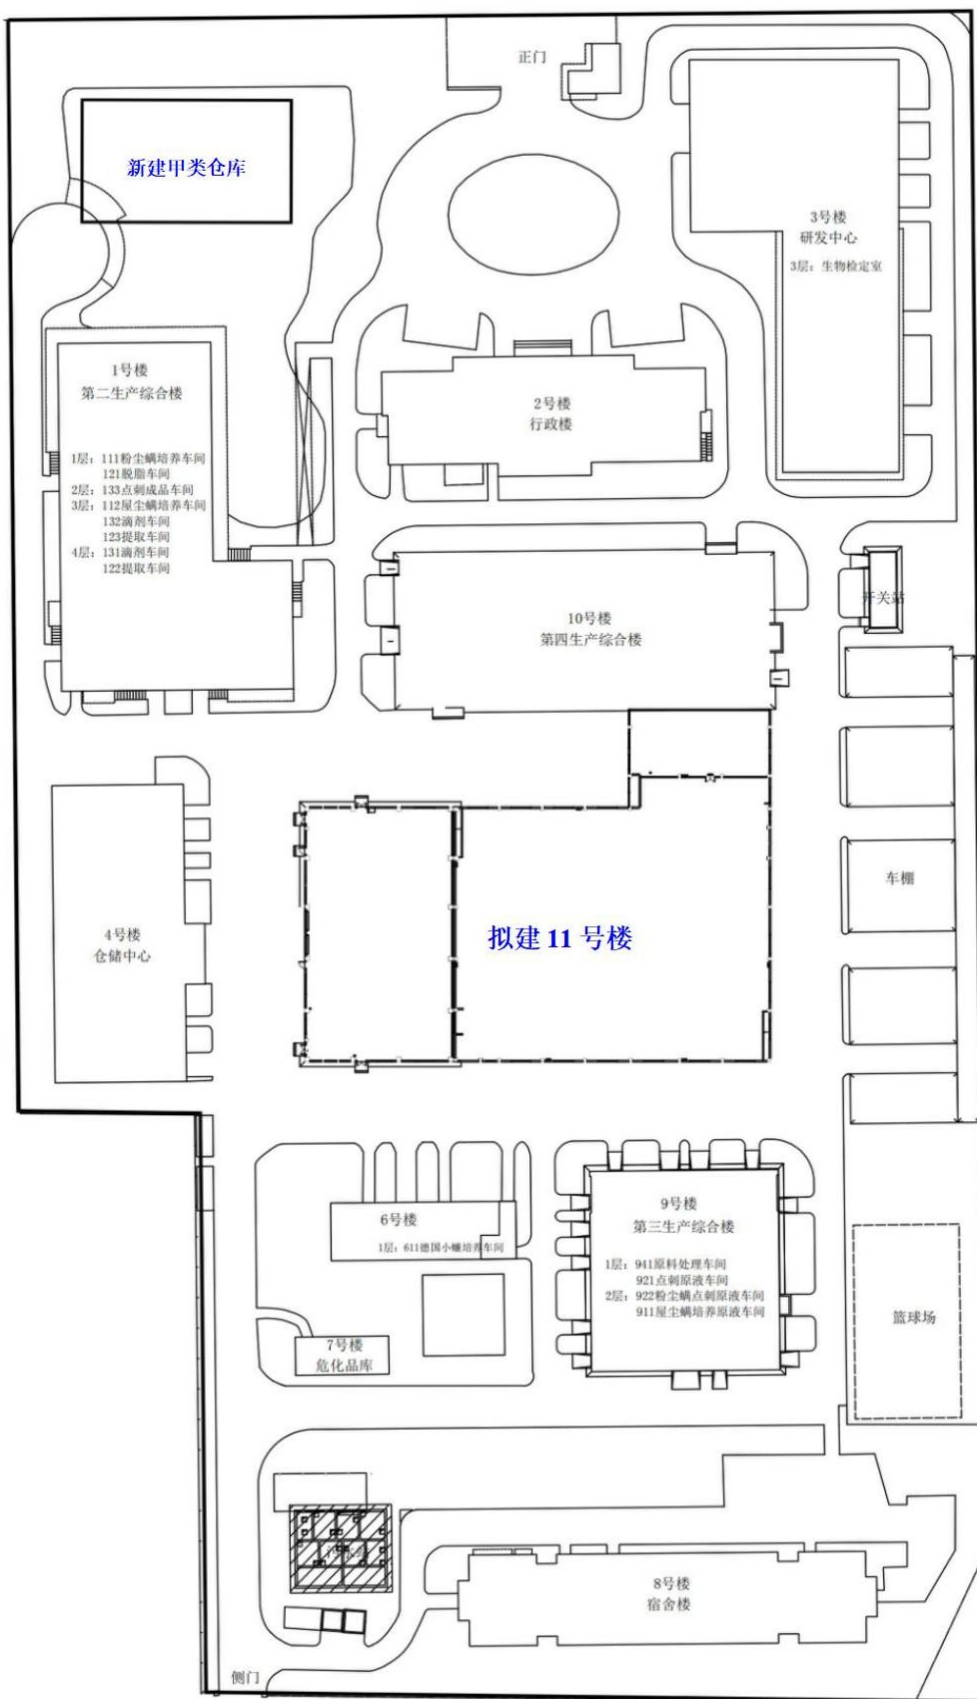 正门
新建甲类仓库
3号楼
研发中心
3层：生物检定室
1号楼
第二生产综合楼
1层：111粉尘螨培养车间
121脱脂车间
2层：133点刺成品车间
3层：112屋尘螨培养车间
132滴剂车间
123提取车间
4层：131滴剂车间
122提取车间
2号楼
行政楼
开关站
10号楼
第四生产综合楼
车棚
4号楼
仓储中心
拟建 11 号楼
6号楼
1层：611德国小蠊培养车间
9号楼
第三生产综合楼
1层：941原料处理车间
921点刺原液车间
2层：922粉尘螨点刺原液车间
911屋尘螨培养原液车间
篮球场
7号楼
危化品库
8号楼
宿舍楼
侧门